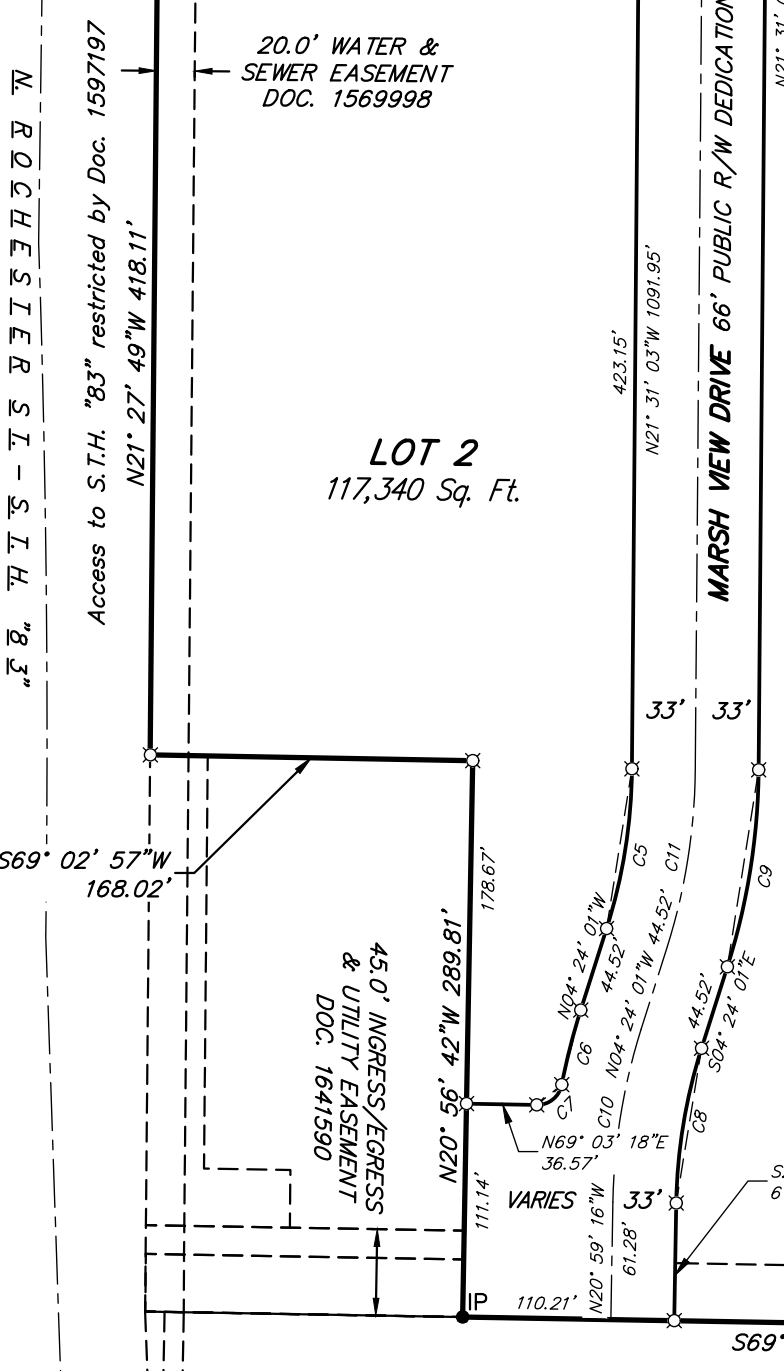 20.0' WATER &
SEWER EASEMENT
DOC. 1569998
N. ROCHESTER ST. - S.T.H. "83"
Access to S.T.H. "83" restricted by Doc. 1597197
N21° 27' 49"W 418.11'
LOT 2
117,340 Sq. Ft.
423.15'
N21° 31' 03"W 1091.95'
MARSH VIEW DRIVE 66' PUBLIC R/W DEDICATION
N21° 31'
33' 33'
S69° 02' 57"W
168.02'
178.67'
N20° 56' 42"W 289.81'
111.14'
45.0' INGRESS/EGRESS
& UTILITY EASEMENT
DOC. 1641590
C5
C11
C9
N04° 24' 01"W
44.52'
N04° 24' 01"W 44.52'
44.52'
S04° 24' 01"E
C6
C7
C10
C8
N69° 03' 18"E
36.57'
VARIES 33'
N20° 59' 16"W
61.28'
S
6
IP
110.21'
S69°